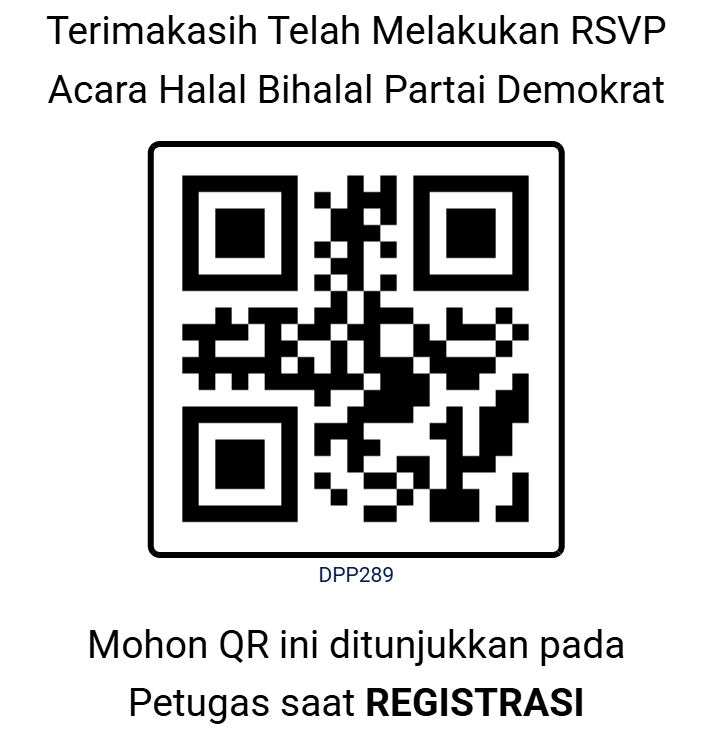 Terimakasih Telah Melakukan RSVP
Acara Halal Bihalal Partai Demokrat
DPP289
Mohon QR ini ditunjukkan pada
Petugas saat REGISTRASI